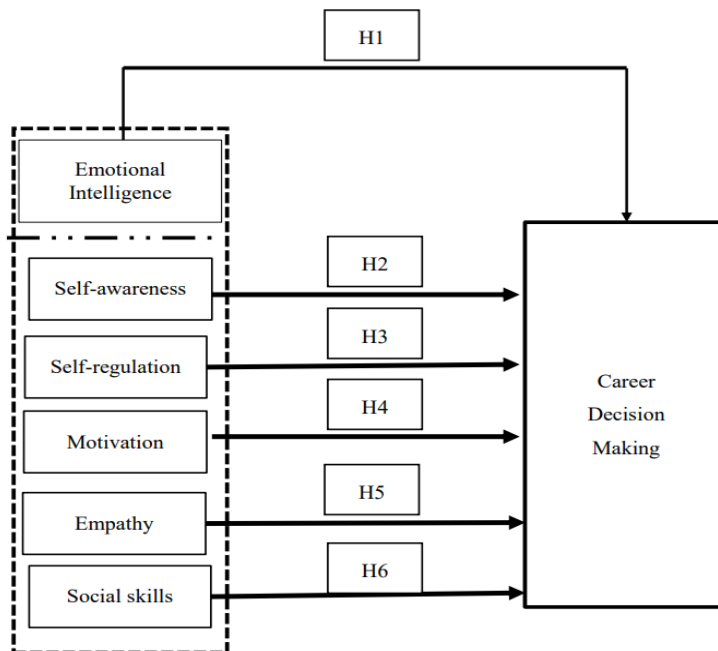 H1
Emotional
Intelligence
H2
Self-awareness
H3
Self-regulation
H4
Motivation
H5
Empathy
H6
Social skills
Career
Decision
Making